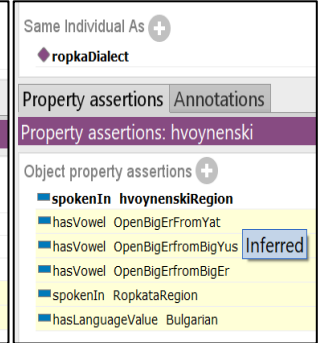 Same Individual As
ropkaDialect
Property assertions Annotations
Property assertions: hvoynenski
Object property assertions
spokenIn hvoynenskiRegion
hasVowel OpenBigErFromYat
hasVowel OpenBigErfromBigYus Inferred
hasVowel OpenBigErfromBigEr
spokenIn RopkataRegion
hasLanguageValue Bulgarian